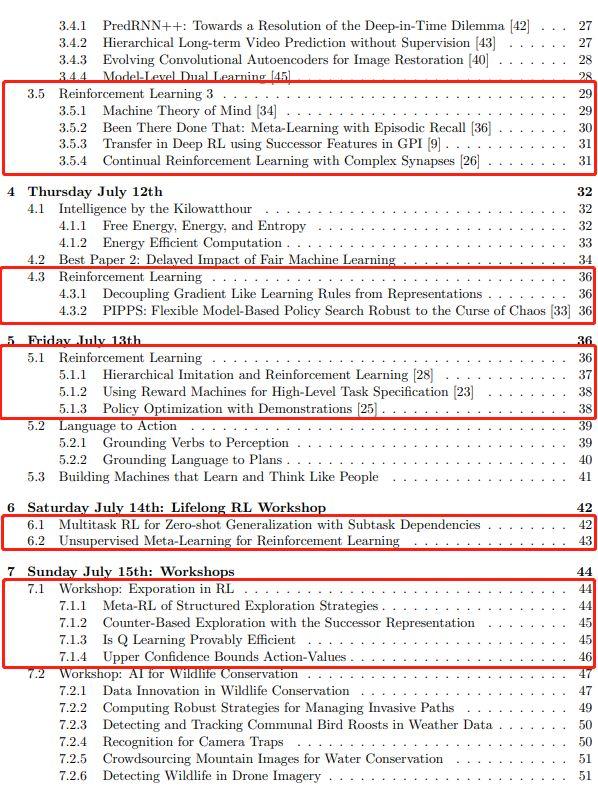 3.4.1 PredRNN++: Towards a Resolution of the Deep-in-Time Dilemma [42] . . . 27
3.4.2 Hierarchical Long-term Video Prediction without Supervision [43] . . . . . . 27
3.4.3 Evolving Convolutional Autoencoders for Image Restoration [40] . . . . . . . 28
3.4.4 Model-Level Dual Learning [45] . . . . . . . . . . . . . . . . . . . . . . . . . 28
3.5 Reinforcement Learning 3 . . . . . . . . . . . . . . . . . . . . . . . . . . . . 29
3.5.1 Machine Theory of Mind [34] . . . . . . . . . . . . . . . . . . . . . . . . . . 29
3.5.2 Been There Done That: Meta-Learning with Episodic Recall [36] . . . . . . . 30
3.5.3 Transfer in Deep RL using Successor Features in GPI [9] . . . . . . . . . . . . 31
3.5.4 Continual Reinforcement Learning with Complex Synapses [26] . . . . . . . . 31
4 Thursday July 12th 32
4.1 Intelligence by the Kilowatthour . . . . . . . . . . . . . . . . . . . . . . . . . 32
4.1.1 Free Energy, Energy, and Entropy . . . . . . . . . . . . . . . . . . . . . . . 32
4.1.2 Energy Efficient Computation . . . . . . . . . . . . . . . . . . . . . . . . . . 33
4.2 Best Paper 2: Delayed Impact of Fair Machine Learning . . . . . . . . . . . . . 34
4.3 Reinforcement Learning . . . . . . . . . . . . . . . . . . . . . . . . . . . . . 36
4.3.1 Decoupling Gradient Like Learning Rules from Representations . . . . . . . . 36
4.3.2 PIPPS: Flexible Model-Based Policy Search Robust to the Curse of Chaos [33] 36
5 Friday July 13th 36
5.1 Reinforcement Learning . . . . . . . . . . . . . . . . . . . . . . . . . . . . . 36
5.1.1 Hierarchical Imitation and Reinforcement Learning [28] . . . . . . . . . . . . 37
5.1.2 Using Reward Machines for High-Level Task Specification [23] . . . . . . . . . 38
5.1.3 Policy Optimization with Demonstrations [25] . . . . . . . . . . . . . . . . . . 38
5.2 Language to Action . . . . . . . . . . . . . . . . . . . . . . . . . . . . . . . 39
5.2.1 Grounding Verbs to Perception . . . . . . . . . . . . . . . . . . . . . . . . . 39
5.2.2 Grounding Language to Plans . . . . . . . . . . . . . . . . . . . . . . . . . . 40
5.3 Building Machines that Learn and Think Like People . . . . . . . . . . . . . . 41
6 Saturday July 14th: Lifelong RL Workshop 42
6.1 Multitask RL for Zero-shot Generalization with Subtask Dependencies . . . . . . 42
6.2 Unsupervised Meta-Learning for Reinforcement Learning . . . . . . . . . . . . 43
7 Sunday July 15th: Workshops 44
7.1 Workshop: Exporation in RL . . . . . . . . . . . . . . . . . . . . . . . . . . . 44
7.1.1 Meta-RL of Structured Exploration Strategies . . . . . . . . . . . . . . . . . . 44
7.1.2 Counter-Based Exploration with the Successor Representation . . . . . . . . . 45
7.1.3 Is Q Learning Provably Efficient . . . . . . . . . . . . . . . . . . . . . . . . 45
7.1.4 Upper Confidence Bounds Action-Values . . . . . . . . . . . . . . . . . . . . . 46
7.2 Workshop: AI for Wildlife Conservation . . . . . . . . . . . . . . . . . . . . . 47
7.2.1 Data Innovation in Wildlife Conservation . . . . . . . . . . . . . . . . . . . . 47
7.2.2 Computing Robust Strategies for Managing Invasive Paths . . . . . . . . . . . 49
7.2.3 Detecting and Tracking Communal Bird Roosts in Weather Data . . . . . . . . 50
7.2.4 Recognition for Camera Traps . . . . . . . . . . . . . . . . . . . . . . . . . . 50
7.2.5 Crowdsourcing Mountain Images for Water Conservation . . . . . . . . . . . . 51
7.2.6 Detecting Wildlife in Drone Imagery . . . . . . . . . . . . . . . . . . . . . . . 51